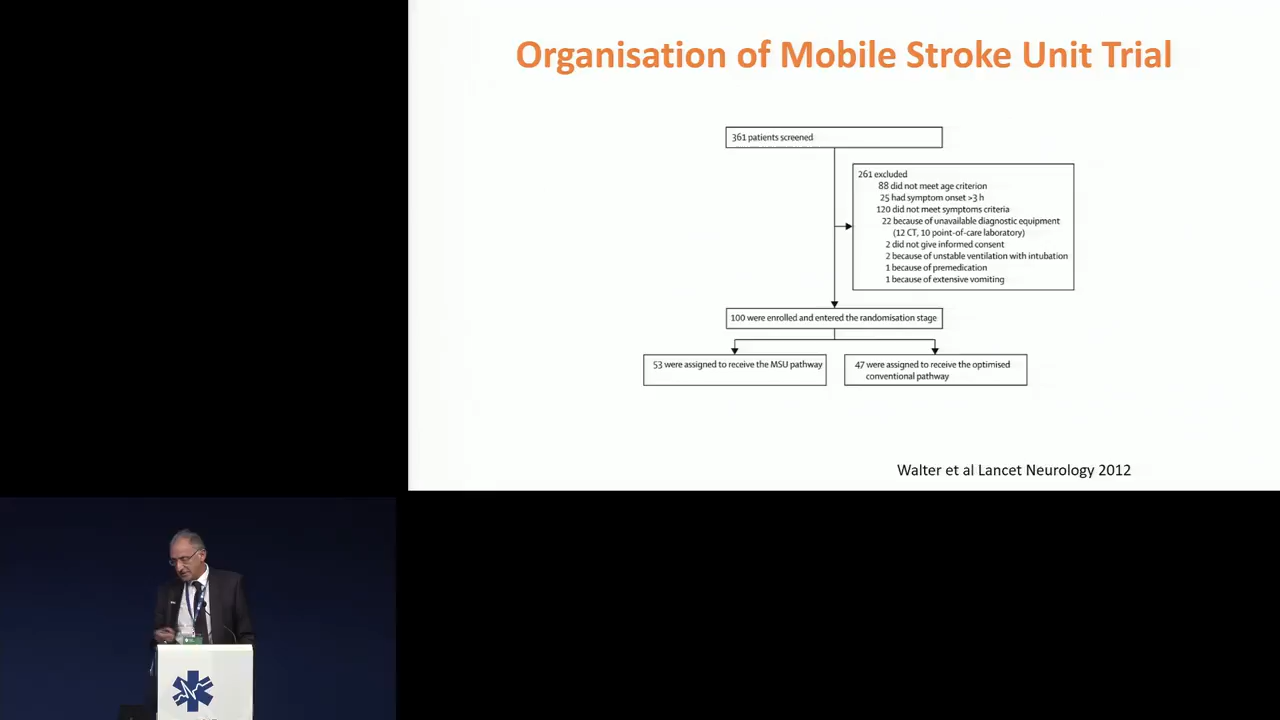 Organisation of Mobile Stroke Unit Trial
361 patients screened
261 excluded
88 did not meet age criterion
25 had symptom onset >3 h
120 did not meet symptoms criteria
22 because of unavailable diagnostic equipment
(12 CT, 10 point-of-care laboratory)
2 did not give informed consent
2 because of unstable ventilation with intubation
1 because of premedication
1 because of extensive vomiting
100 were enrolled and entered the randomisation stage
53 were assigned to receive the MSU pathway
47 were assigned to receive the optimised
conventional pathway
Walter et al Lancet Neurology 2012